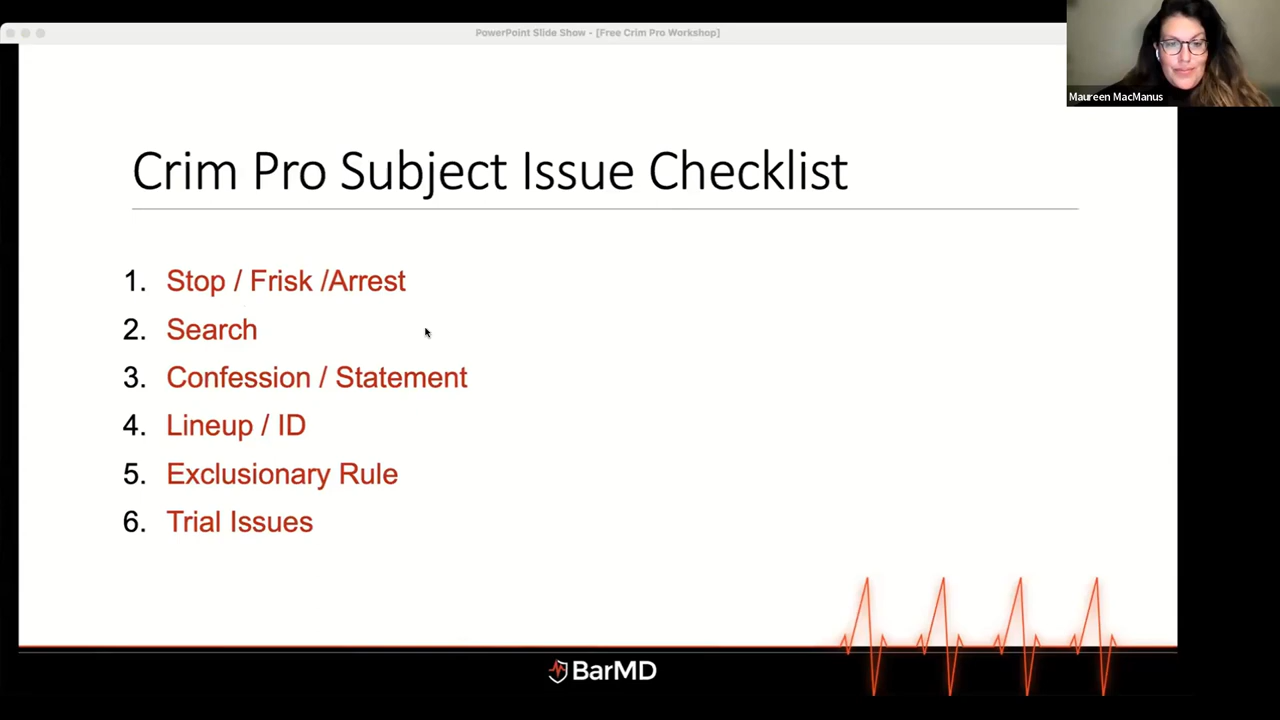 PowerPoint Slide Show - [Free Crim Pro Workshop]
Maureen MacManus
Crim Pro Subject Issue Checklist
1. Stop / Frisk /Arrest
2. Search
3. Confession / Statement
4. Lineup / ID
5. Exclusionary Rule
6. Trial Issues
BarMD